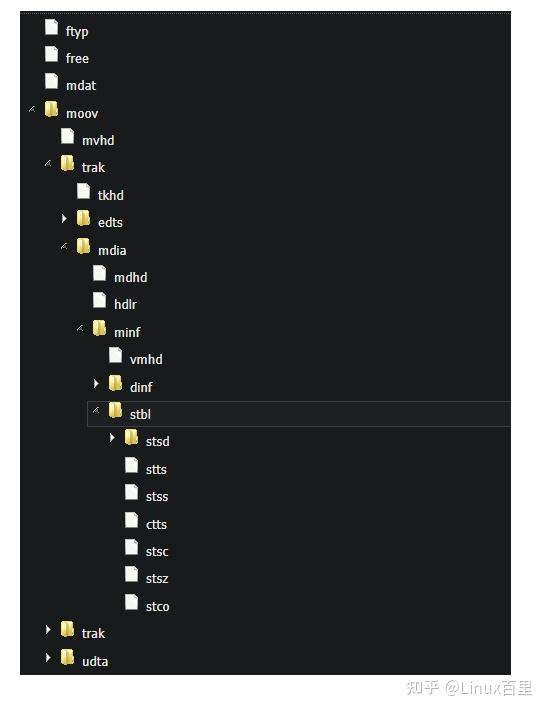 ftyp
free
mdat
moov
mvhd
trak
tkhd
edts
mdia
mdhd
hdlr
minf
vmhd
dinf
stbl
stsd
stts
stss
ctts
stsc
stsz
stco
trak
udta
知乎 @Linux百里